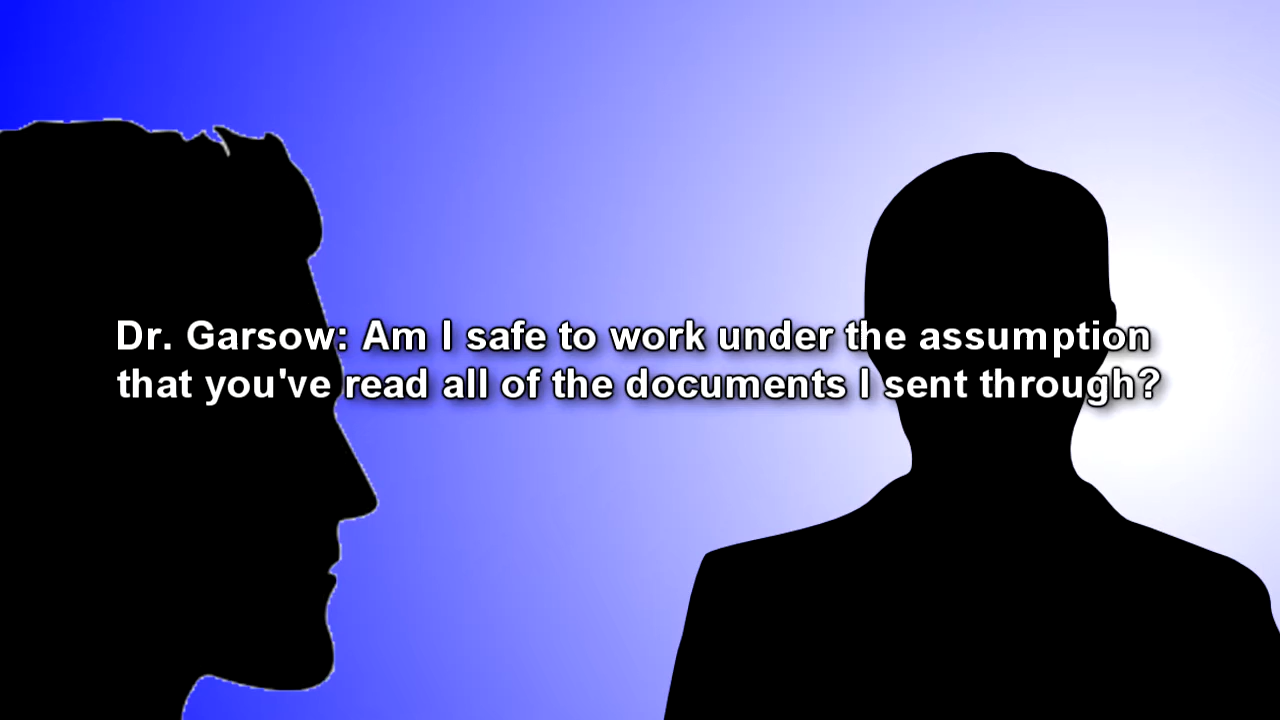 Dr. Garsow: Am I safe to work under the assumption
that you've read all of the documents I sent through?